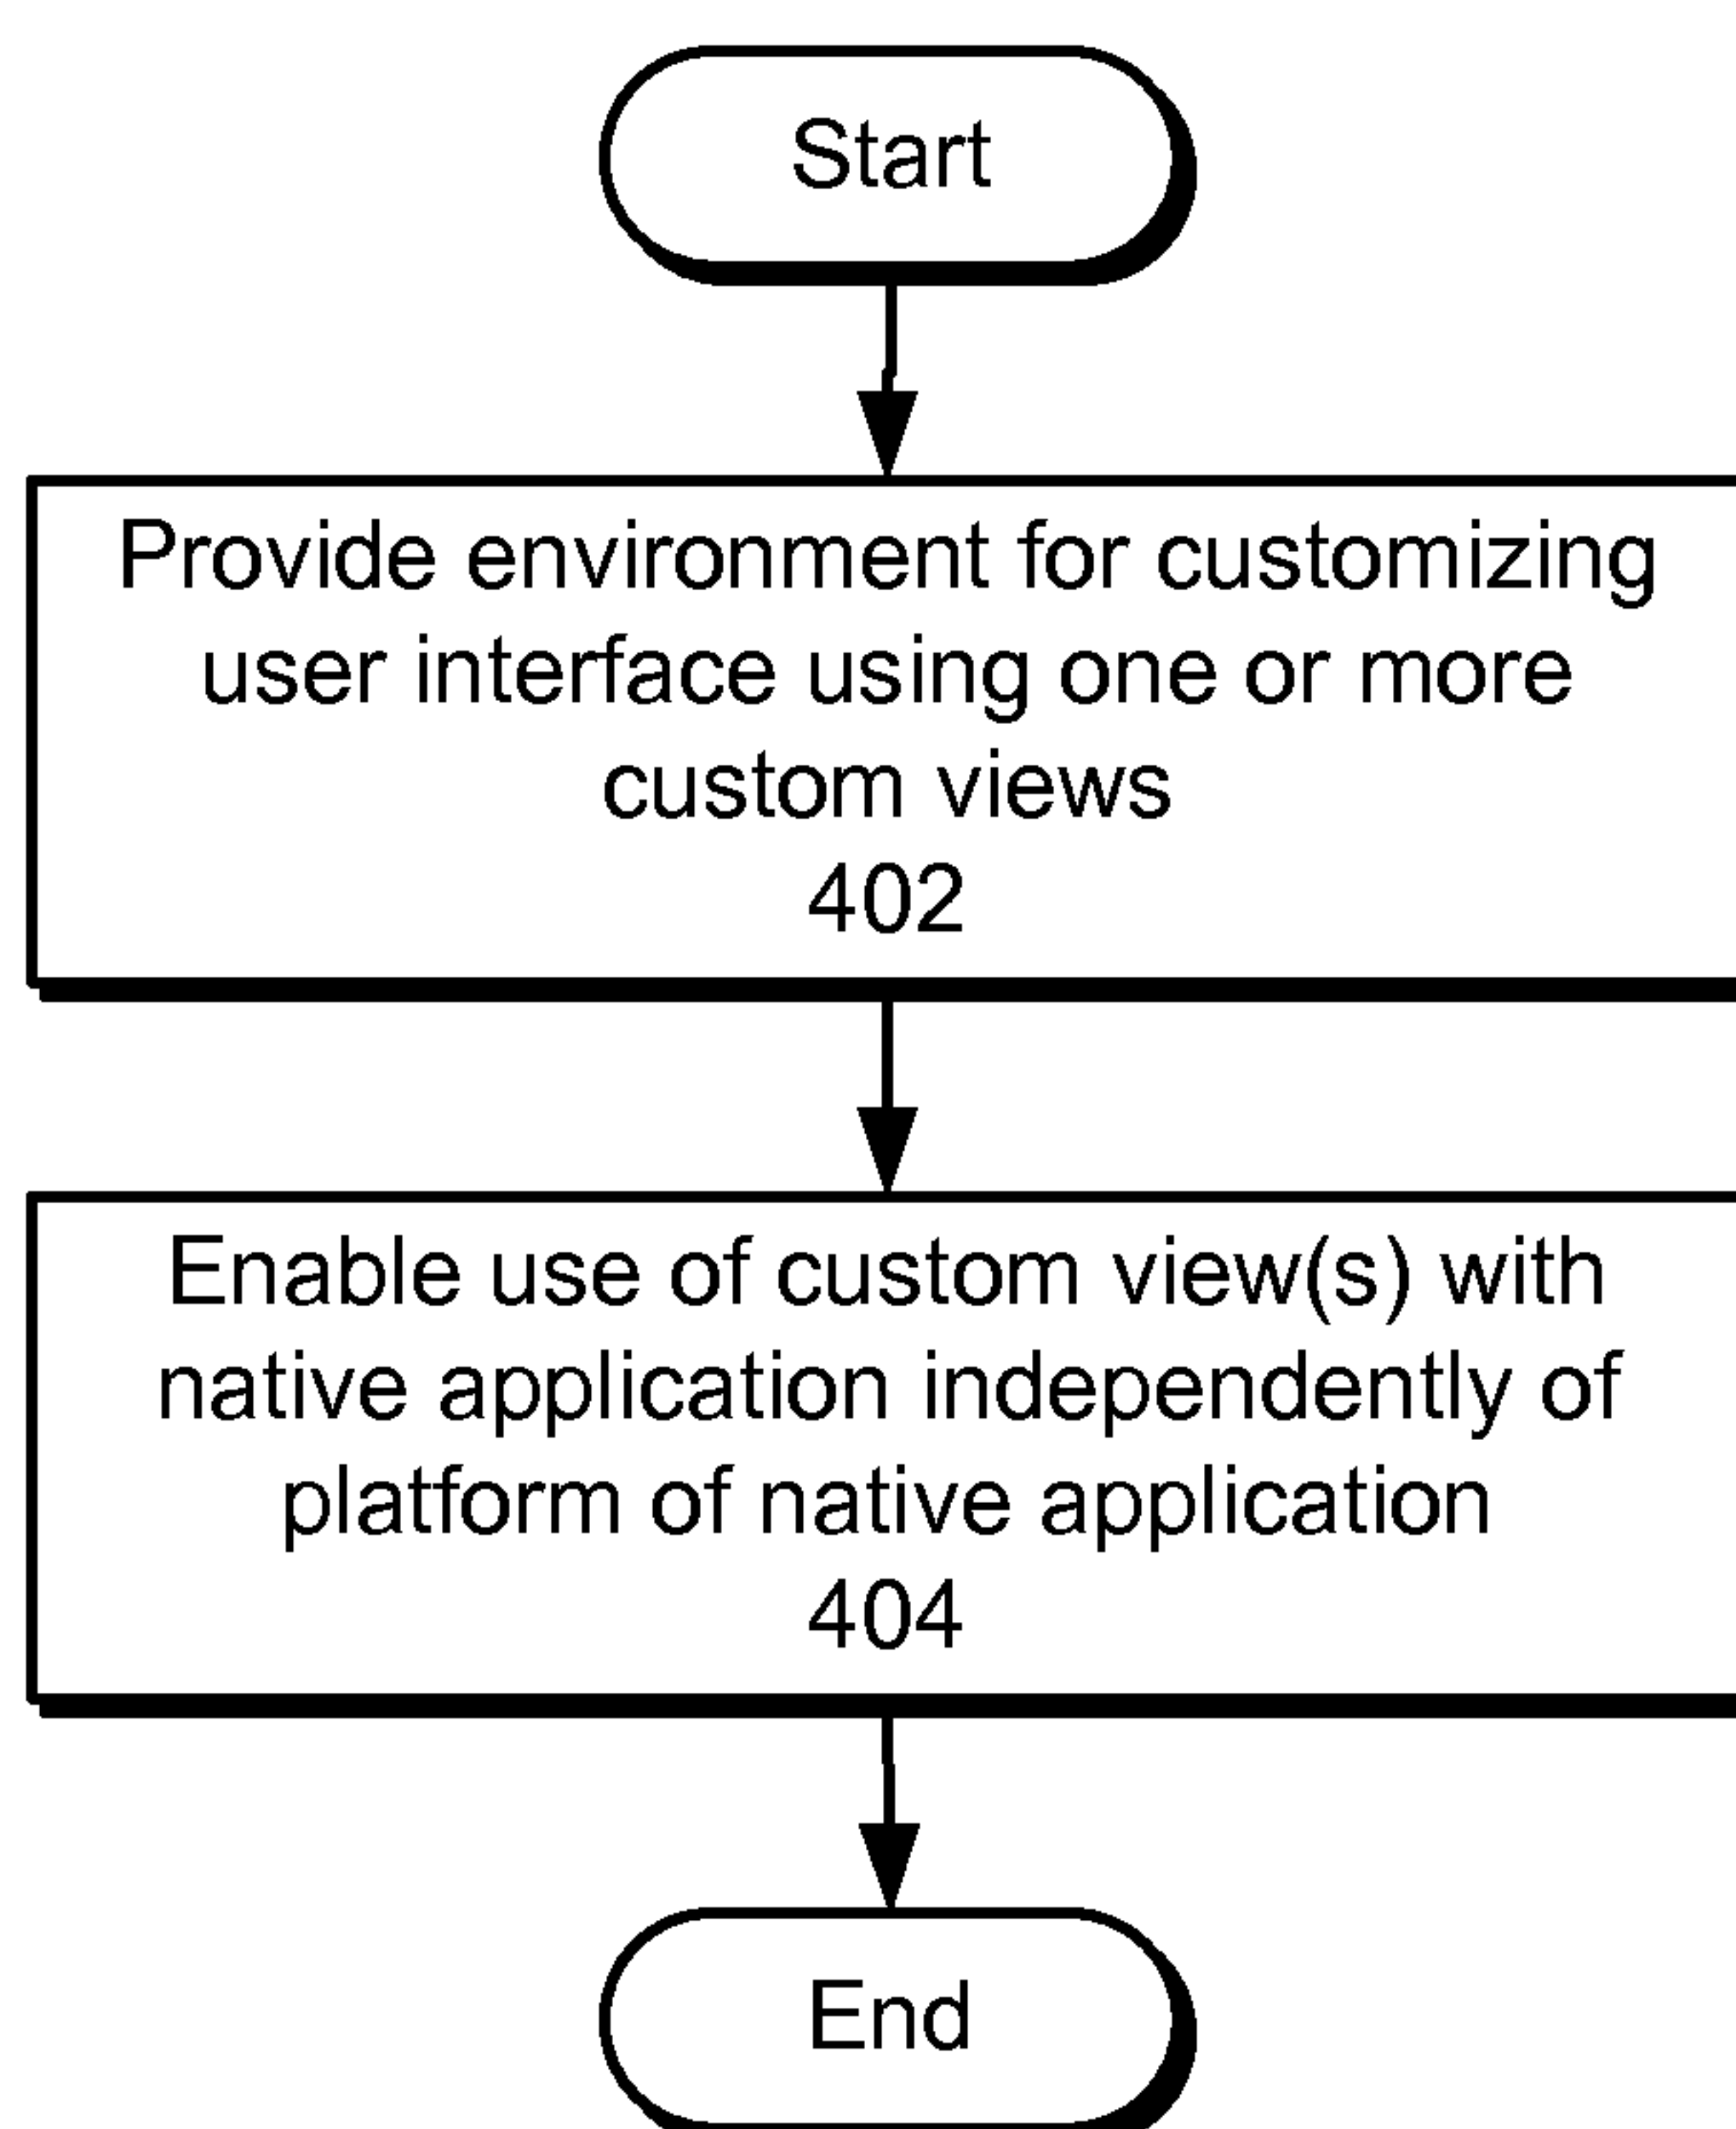 Start
Provide environment for customizing
user interface using one or more
custom views
402
Enable use of custom view(s) with
native application independently of
platform of native application
404
End